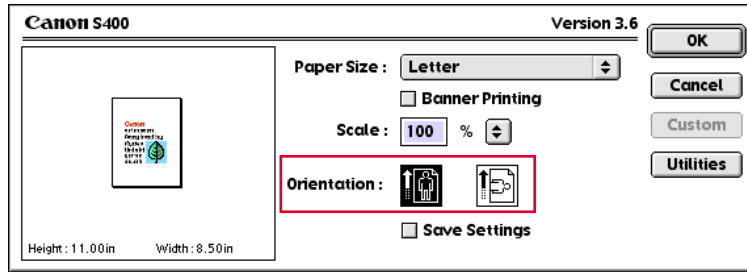 Canon S400
Version 3.6
OK
Paper Size : Letter
Cancel
Banner Printing
Scale : 100 %
Custom
Orientation :
Utilities
Save Settings
Canon
Height : 11.00in Width : 8.50in